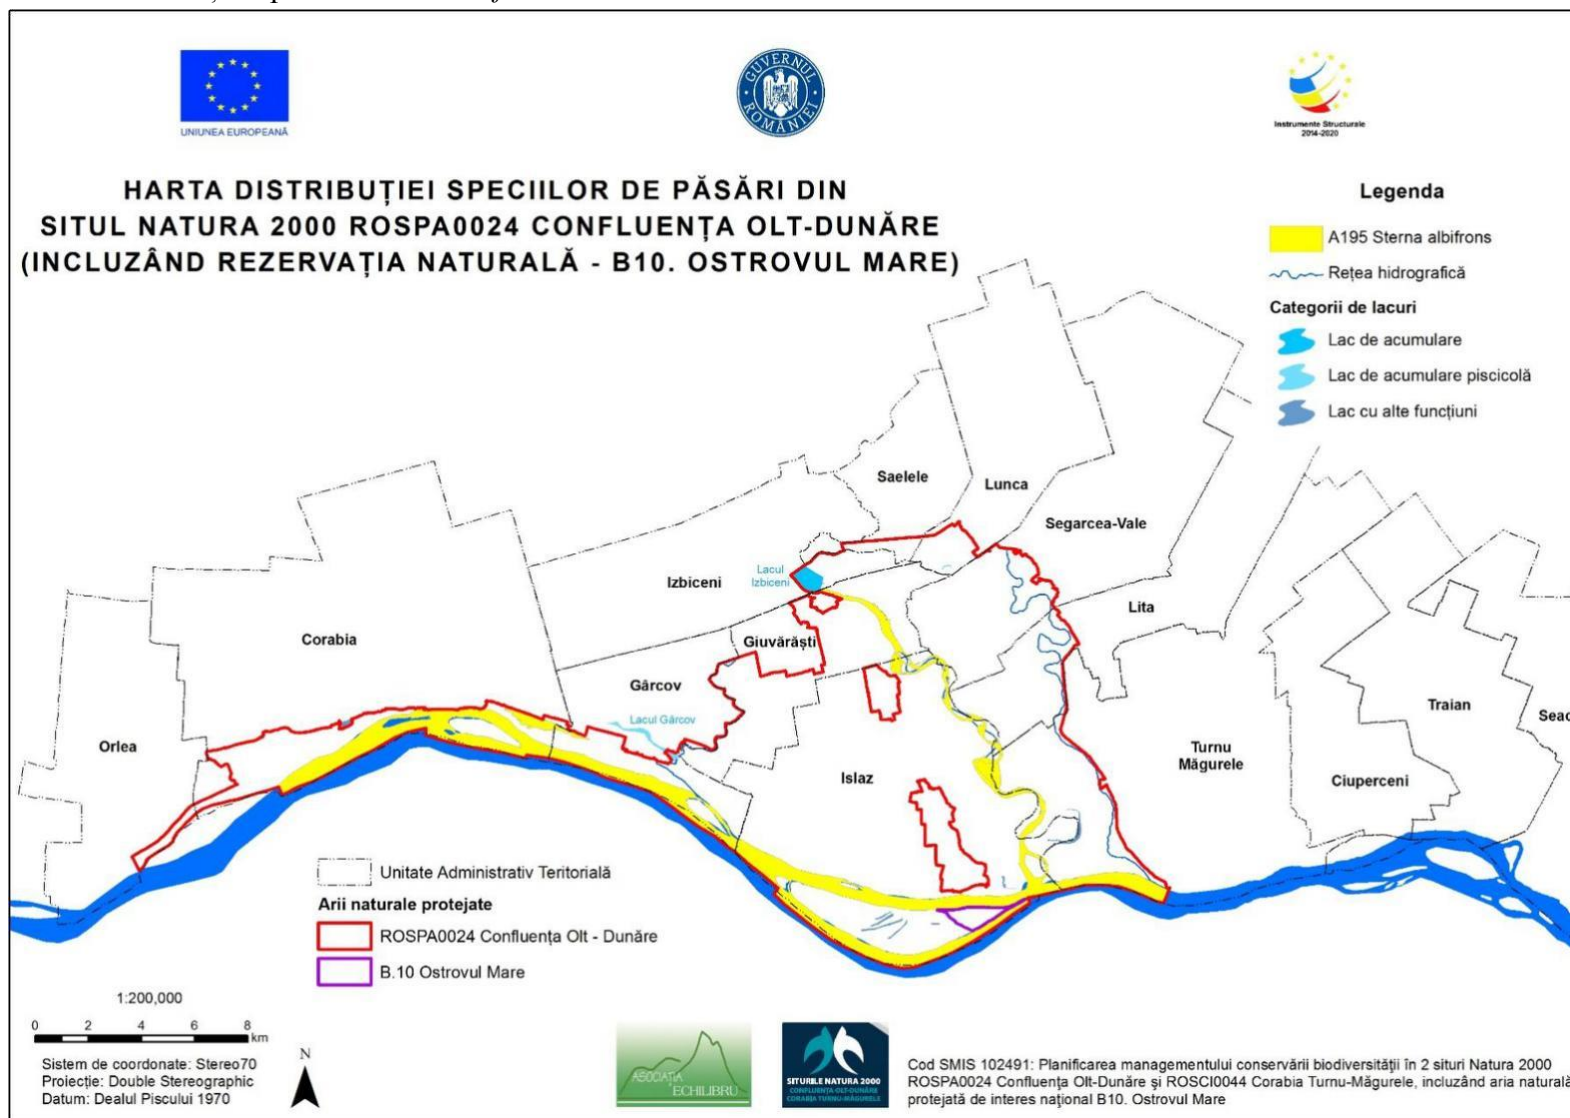 UNIUNEA EUROPEANĂ
GUVERNUL ROMÂNIEI
Instrumente Structurale
2014-2020
HARTA DISTRIBUȚIEI SPECIILOR DE PĂSĂRI DIN
SITUL NATURA 2000 ROSPA0024 CONFLUENȚA OLT-DUNĂRE
(INCLUZÂND REZERVAȚIA NATURALĂ - B10. OSTROVUL MARE)
Legenda
A195 Sterna albifrons
Rețea hidrografică
Categorii de lacuri
Lac de acumulare
Lac de acumulare piscicolă
Lac cu alte funcțiuni
Saelele
Lunca
Segarcea-Vale
Izbiceni
Lacul
Izbiceni
Lita
Corabia
Giuvărăști
Gârcov
Lacul Gârcov
Orlea
Islaz
Turnu
Măgurele
Traian
Seac
Ciuperceni
Unitate Administrativ Teritorială
Arii naturale protejate
ROSPA0024 Confluența Olt - Dunăre
B.10 Ostrovul Mare
1:200,000
0 2 4 6 8
km
Sistem de coordonate: Stereo70
Proiecție: Double Stereographic
Datum: Dealul Piscului 1970
N
ASOCIAȚIA
ECHILIBRU
SITURILE NATURA 2000
CONFLUENȚA OLT-DUNĂRE
CORABIA TURNU-MĂGURELE
Cod SMIS 102491: Planificarea managementului conservării biodiversității în 2 situri Natura 2000
ROSPA0024 Confluența Olt-Dunăre și ROSCI0044 Corabia Turnu-Măgurele, incluzând aria naturală
protejată de interes național B10. Ostrovul Mare